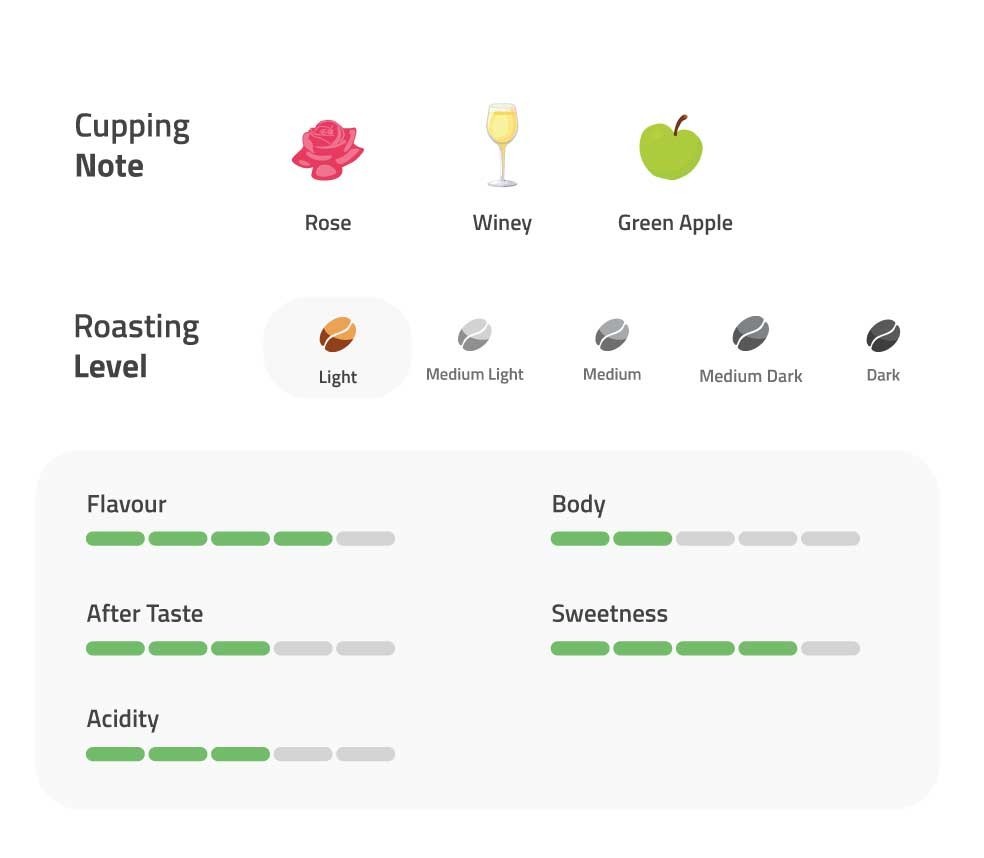 Cupping
Note
Rose
Winey
Green Apple
Roasting
Level
Light
Medium Light
Medium
Medium Dark
Dark
Flavour
Body
After Taste
Sweetness
Acidity